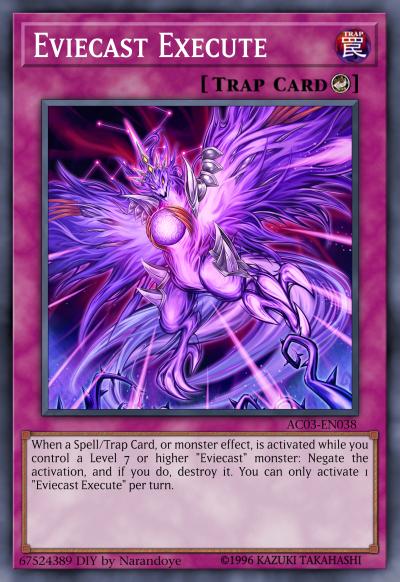 Eviecast Execute
TRAP
罠
[Trap Card]
AC03-EN038
When a Spell/Trap Card, or monster effect, is activated while you
control a Level 7 or higher "Eviecast" monster: Negate the
activation, and if you do, destroy it. You can only activate 1
"Eviecast Execute" per turn.
67524389 DIY by Narandoye ©1996 KAZUKI TAKAHASHI